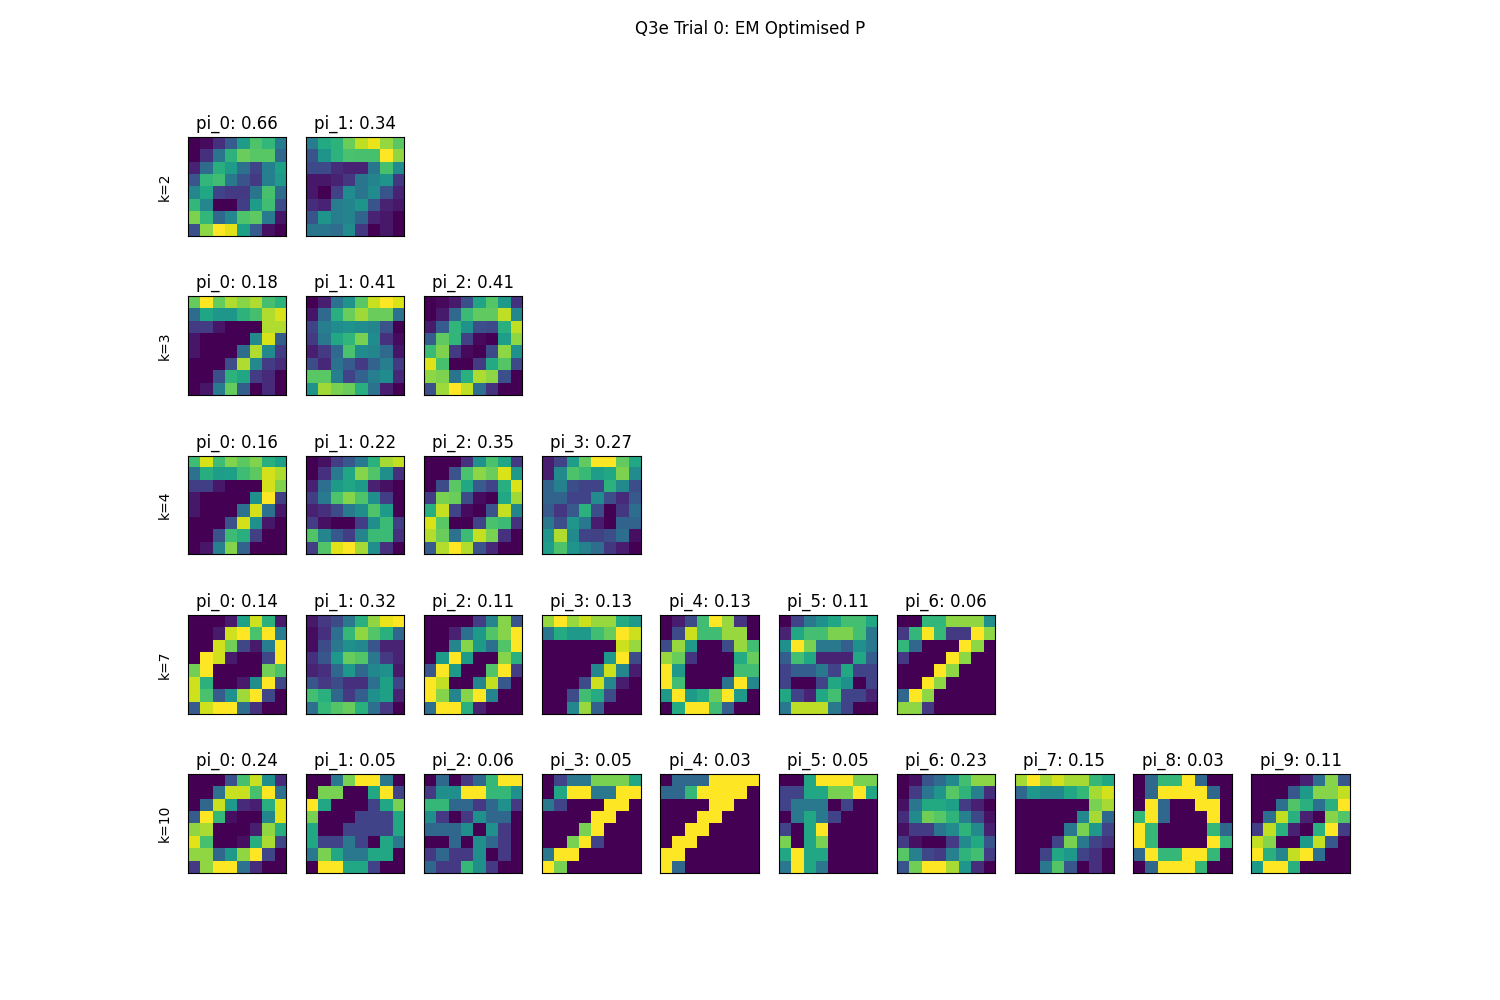 Q3e Trial 0: EM Optimised P
k=2
pi_0: 0.66 pi_1: 0.34
k=3
pi_0: 0.18 pi_1: 0.41 pi_2: 0.41
k=4
pi_0: 0.16 pi_1: 0.22 pi_2: 0.35 pi_3: 0.27
k=7
pi_0: 0.14 pi_1: 0.32 pi_2: 0.11 pi_3: 0.13 pi_4: 0.13 pi_5: 0.11 pi_6: 0.06
k=10
pi_0: 0.24 pi_1: 0.05 pi_2: 0.06 pi_3: 0.05 pi_4: 0.03 pi_5: 0.05 pi_6: 0.23 pi_7: 0.15 pi_8: 0.03 pi_9: 0.11